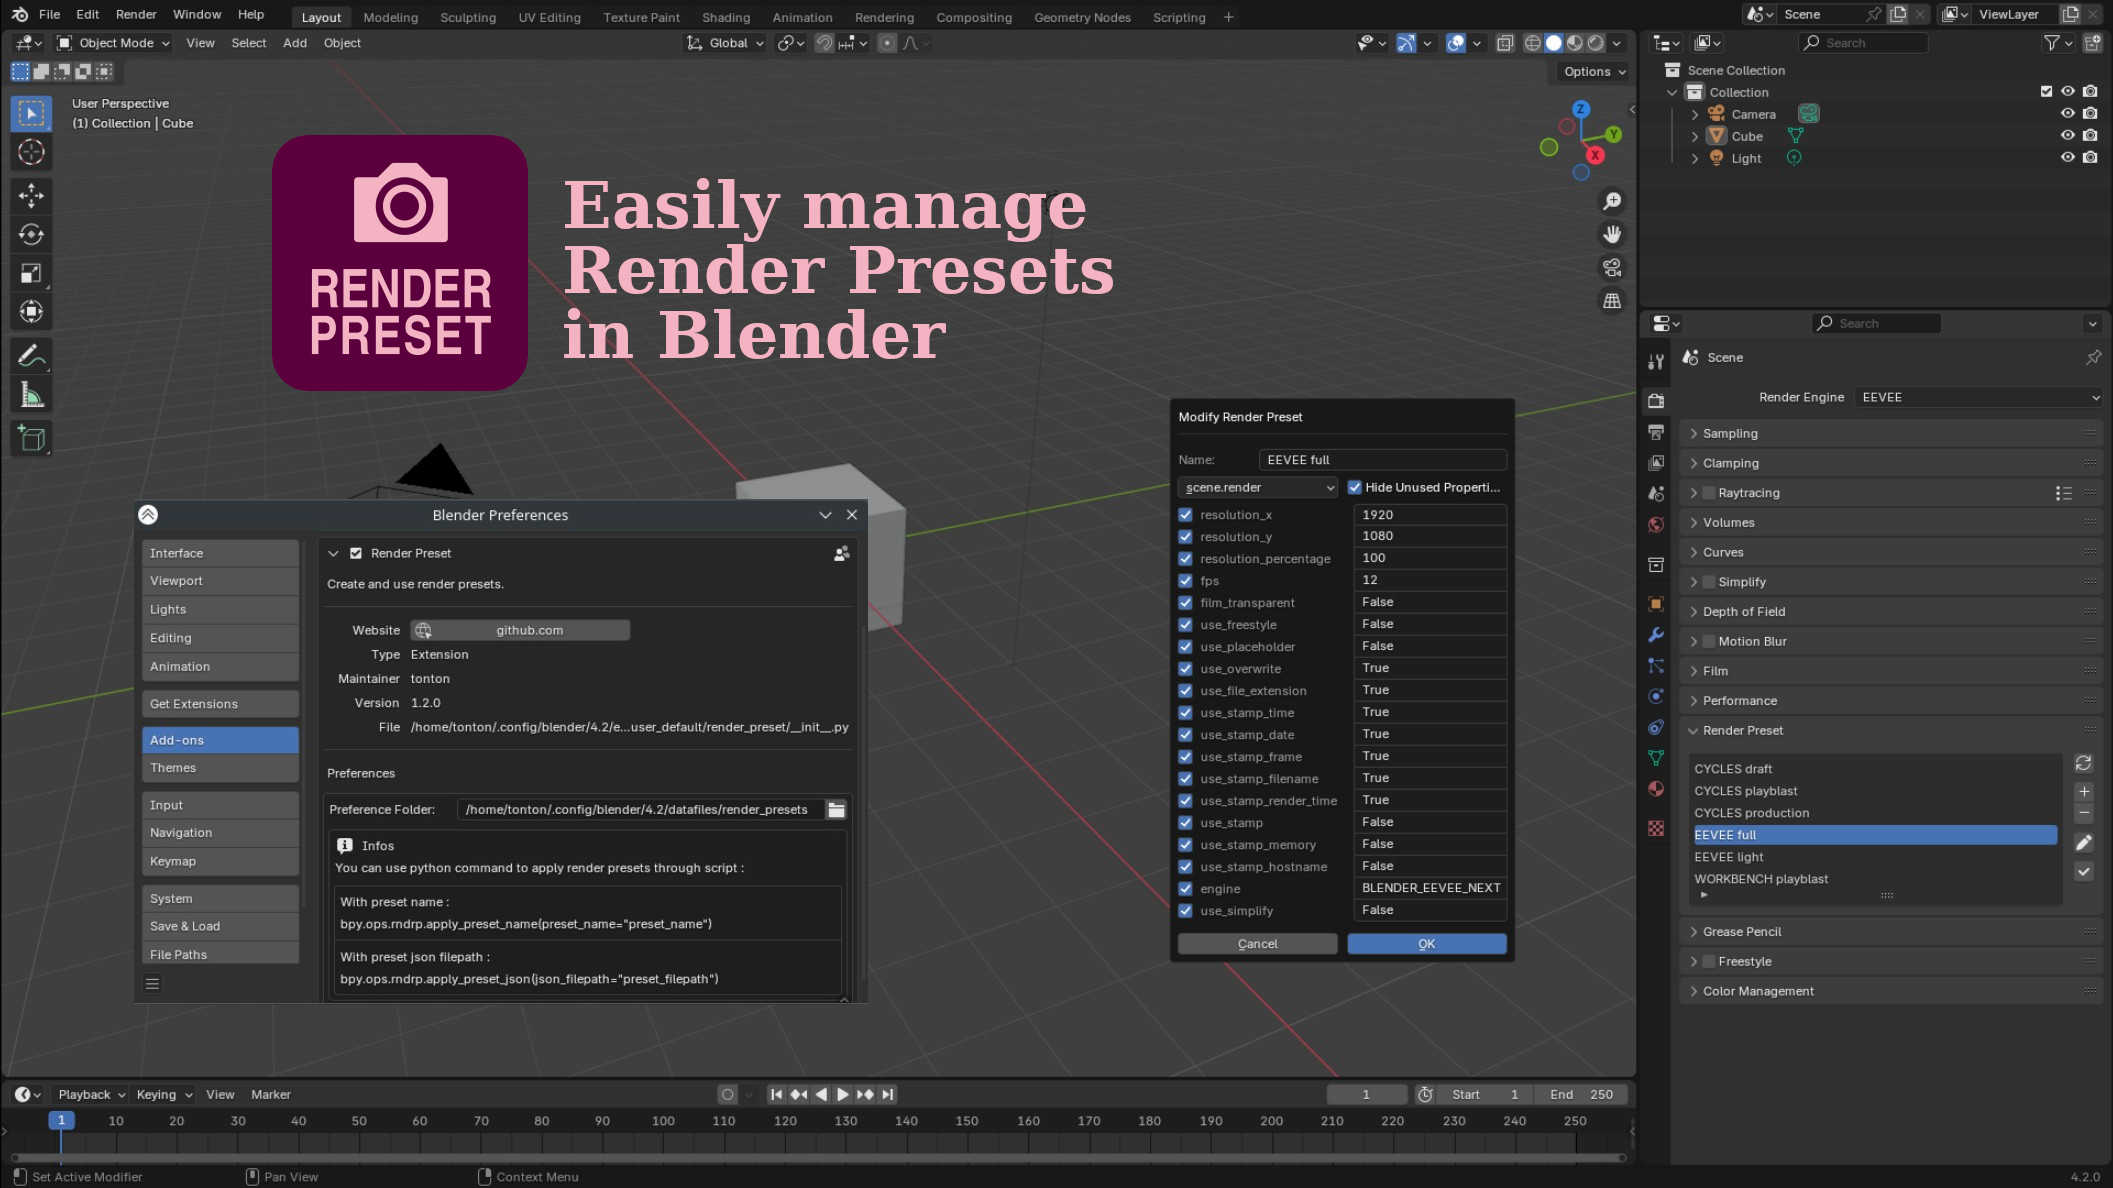 File Edit Render Window Help Layout Modeling Sculpting UV Editing Texture Paint Shading Animation Rendering Compositing Geometry Nodes Scripting + Scene ViewLayer
Object Mode View Select Add Object Global Search
Options
User Perspective
(1) Collection | Cube
Z
Y
X
Scene Collection
Collection
Camera
Cube
Light
RENDER
PRESET
Easily manage
Render Presets
in Blender
Search
Scene
Render Engine EEVEE
Sampling
Clamping
Raytracing
Volumes
Curves
Simplify
Depth of Field
Motion Blur
Film
Performance
Render Preset
CYCLES draft
CYCLES playblast
CYCLES production
EEVEE full
EEVEE light
WORKBENCH playblast
Grease Pencil
Freestyle
Color Management
Modify Render Preset
Name: EEVEE full
scene.render Hide Unused Properti...
resolution_x 1920
resolution_y 1080
resolution_percentage 100
fps 12
film_transparent False
use_freestyle False
use_placeholder False
use_overwrite True
use_file_extension True
use_stamp_time True
use_stamp_date True
use_stamp_frame True
use_stamp_filename True
use_stamp_render_time True
use_stamp False
use_stamp_memory False
use_stamp_hostname False
engine BLENDER_EEVEE_NEXT
use_simplify False
Cancel OK
Blender Preferences
Interface
Viewport
Lights
Editing
Animation
Get Extensions
Add-ons
Themes
Input
Navigation
Keymap
System
Save & Load
File Paths
Render Preset
Create and use render presets.
Website github.com
Type Extension
Maintainer tonton
Version 1.2.0
File /home/tonton/.config/blender/4.2/e...user_default/render_preset/__init__.py
Preferences
Preference Folder: /home/tonton/.config/blender/4.2/datafiles/render_presets
Infos
You can use python command to apply render presets through script :
With preset name :
bpy.ops.rndrp.apply_preset_name(preset_name="preset_name")
With preset json filepath :
bpy.ops.rndrp.apply_preset_json(json_filepath="preset_filepath")
Playback Keying View Marker 1 Start 1 End 250
1 10 20 30 40 50 60 70 80 90 100 110 120 130 140 150 160 170 180 190 200 210 220 230 240 250
Set Active Modifier Pan View Context Menu 4.2.0